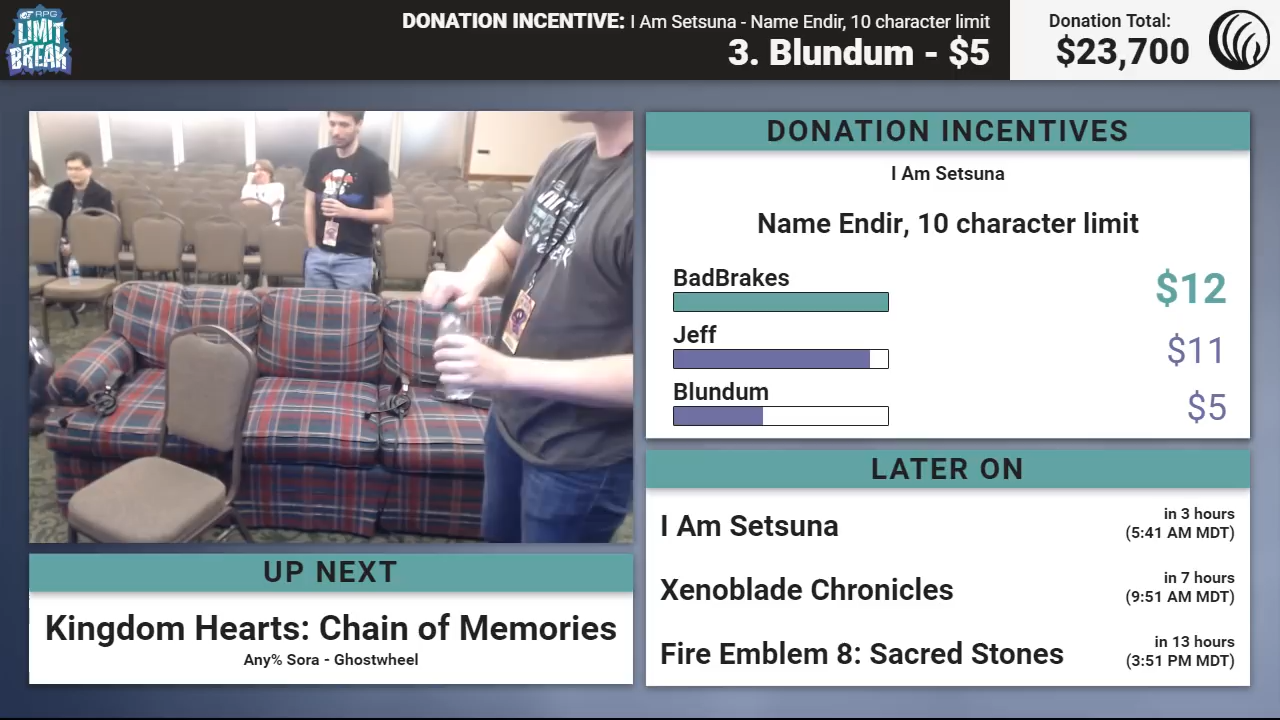 RPG
LIMIT
BREAK
DONATION INCENTIVE: I Am Setsuna - Name Endir, 10 character limit
3. Blundum - $5
Donation Total:
$23,700
DONATION INCENTIVES
I Am Setsuna
Name Endir, 10 character limit
BadBrakes
$12
Jeff
$11
Blundum
$5
LATER ON
I Am Setsuna
in 3 hours
(5:41 AM MDT)
Xenoblade Chronicles
in 7 hours
(9:51 AM MDT)
Fire Emblem 8: Sacred Stones
in 13 hours
(3:51 PM MDT)
UP NEXT
Kingdom Hearts: Chain of Memories
Any% Sora - Ghostwheel